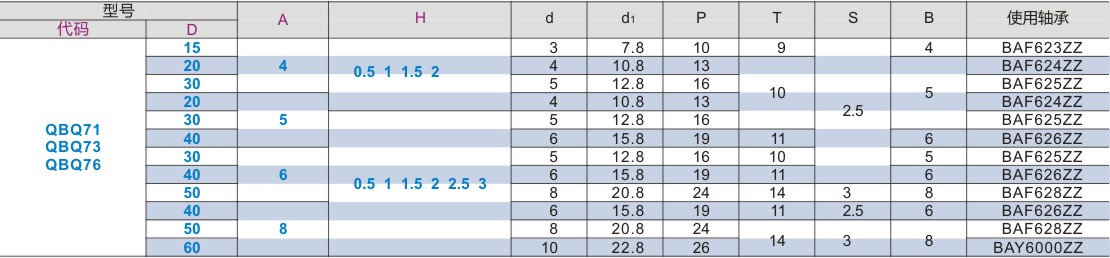 型号 A H d d1 P T S B 使用轴承
代码 D
15 3 7.8 10 9 4 BAF623ZZ
20 4 0.5 1 1.5 2 4 10.8 13 BAF624ZZ
30 5 12.8 16 10 5 BAF625ZZ
20 4 10.8 13 2.5 BAF624ZZ
QBQ71 30 5 5 12.8 16 BAF625ZZ
QBQ73 40 6 15.8 19 11 6 BAF626ZZ
QBQ76 30 5 12.8 16 10 5 BAF625ZZ
40 6 0.5 1 1.5 2 2.5 3 6 15.8 19 11 6 BAF626ZZ
50 8 20.8 24 14 3 8 BAF628ZZ
40 6 15.8 19 11 2.5 6 BAF626ZZ
50 8 8 20.8 24 14 3 8 BAF628ZZ
60 10 22.8 26 BAY6000ZZ